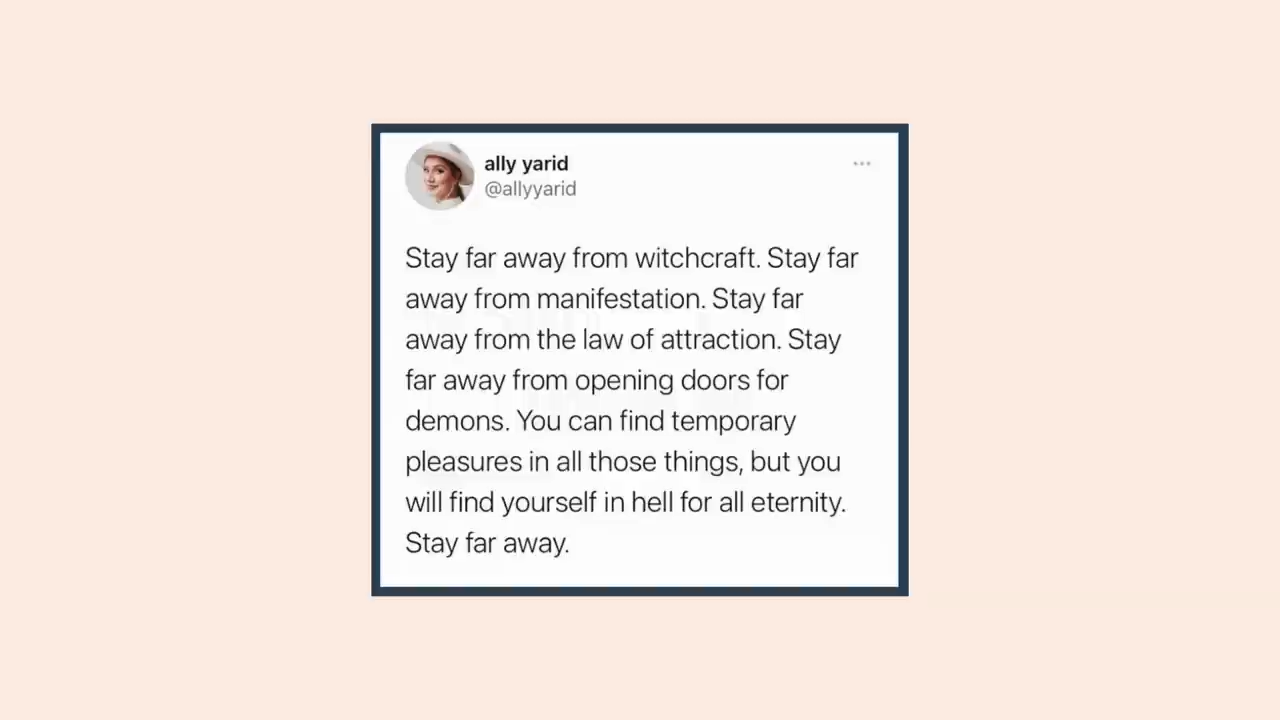 ally yarid
@allyyarid
Stay far away from witchcraft. Stay far
away from manifestation. Stay far
away from the law of attraction. Stay
far away from opening doors for
demons. You can find temporary
pleasures in all those things, but you
will find yourself in hell for all eternity.
Stay far away.